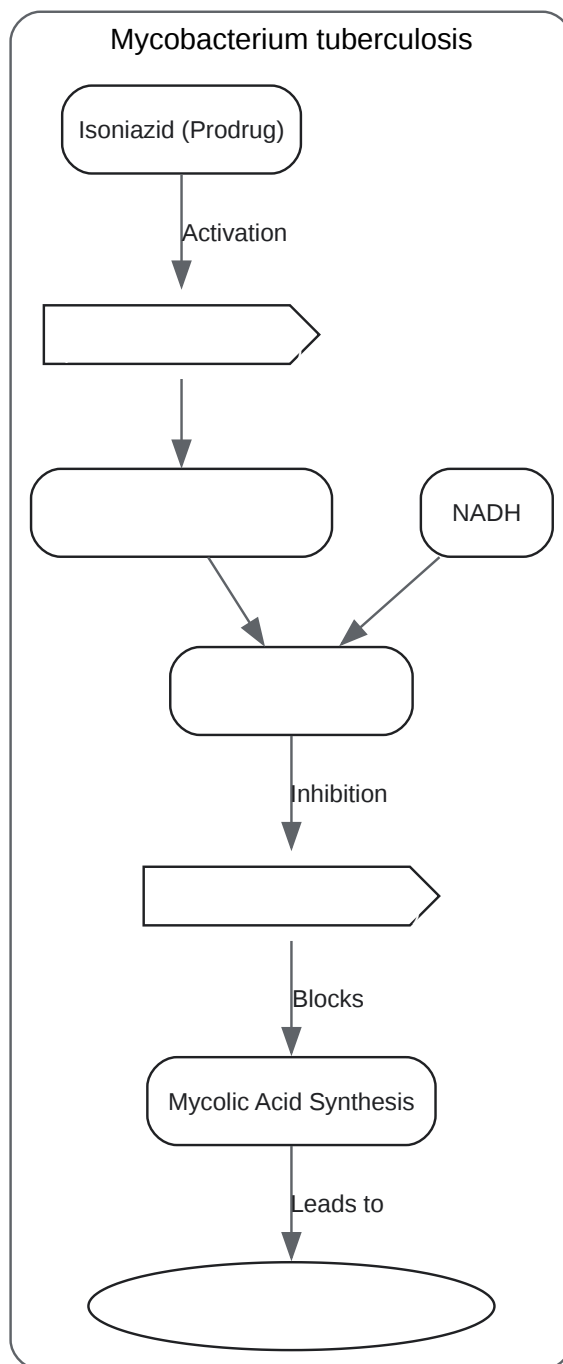 Mycobacterium tuberculosis
Isoniazid (Prodrug)
Activation
NADH
Inhibition
Blocks
Mycolic Acid Synthesis
Leads to